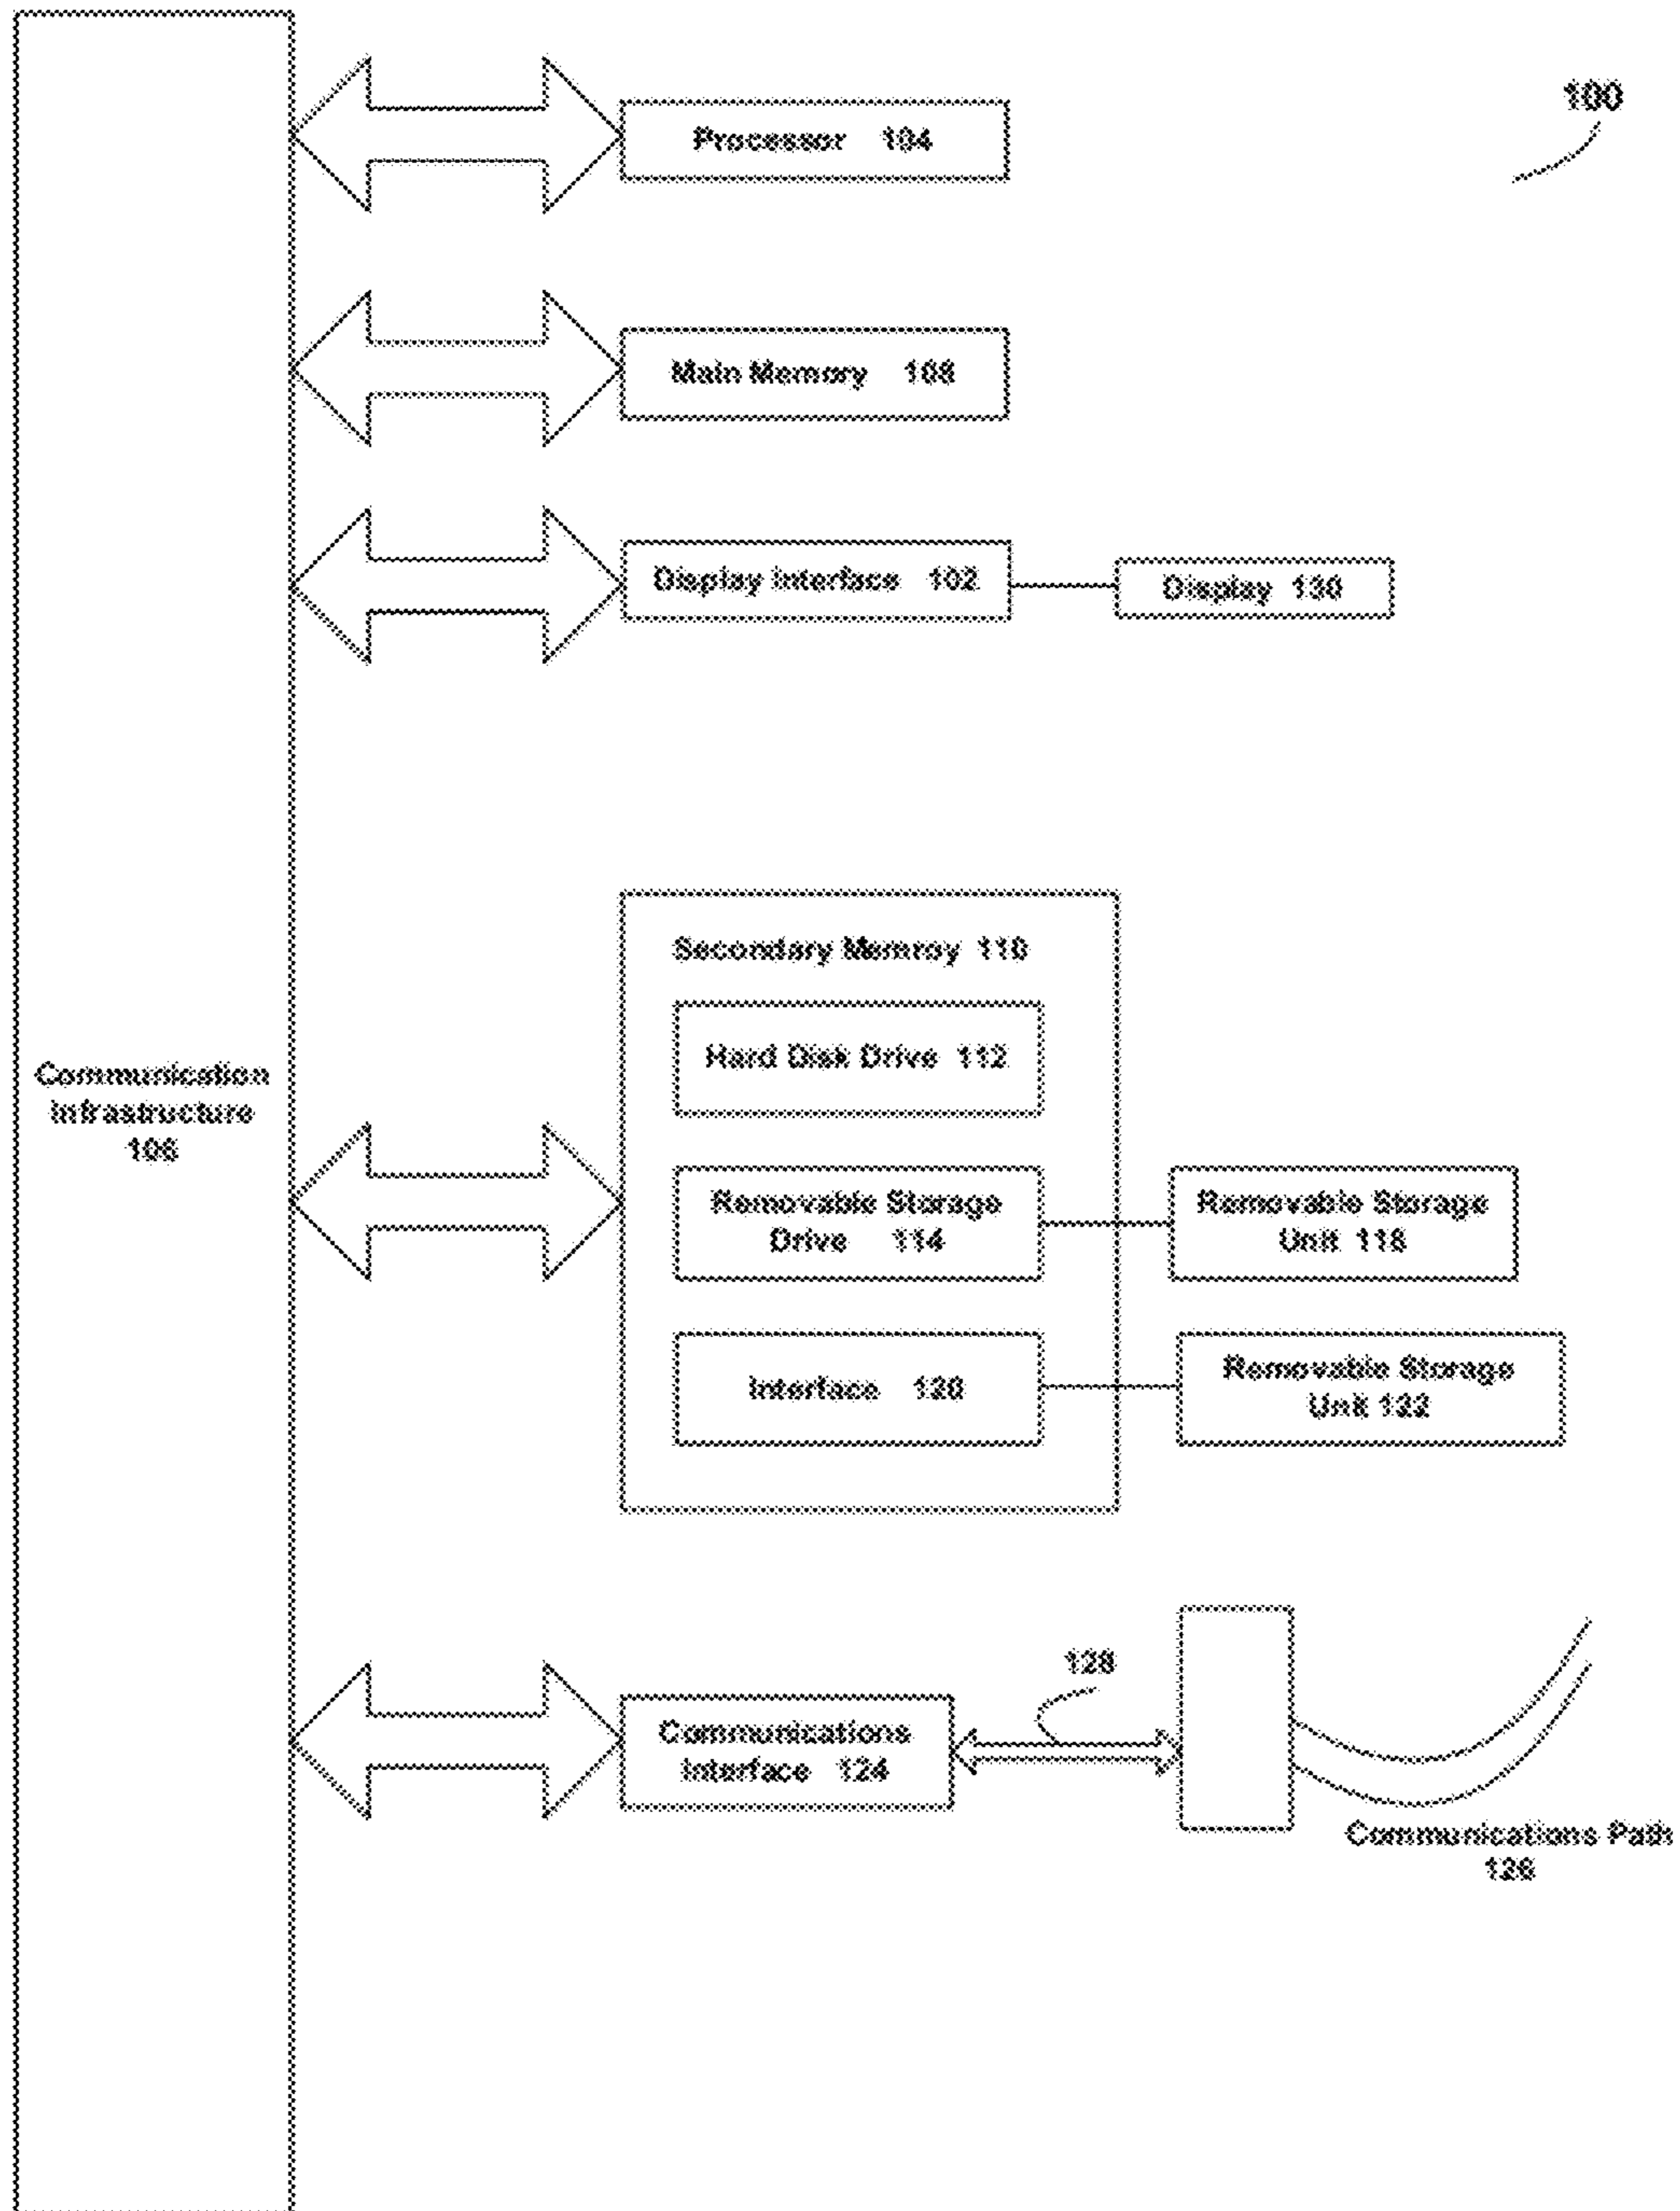 100
Processor 104
Main Memory 108
Display Interface 102
Display 130
Secondary Memroy 110
Hard Disk Drive 112
Communication
Infrastructure
106
Removable Storage
Drive 114
Removable Storage
Unit 118
Interface 120
Removable Storage
Unit 122
128
Communications
Interface 124
Communications Path
126